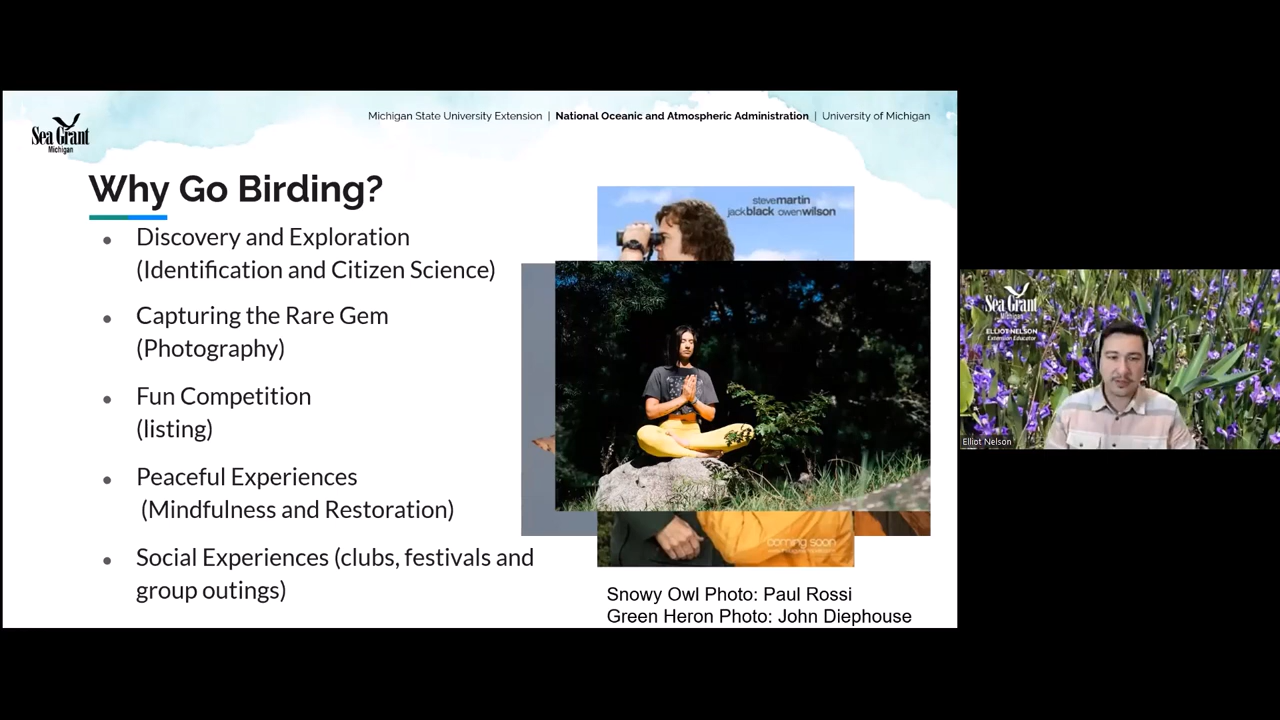 Sea Grant
Michigan
Michigan State University Extension | National Oceanic and Atmospheric Administration | University of Michigan
Why Go Birding?
• Discovery and Exploration
(Identification and Citizen Science)
• Capturing the Rare Gem
(Photography)
• Fun Competition
(listing)
• Peaceful Experiences
(Mindfulness and Restoration)
• Social Experiences (clubs, festivals and
group outings)
stevemartin
jackblack owenwilson
coming soon
Snowy Owl Photo: Paul Rossi
Green Heron Photo: John Diephouse
Sea Grant
Michigan
ELLIOT NELSON
Extension Educator
Elliot Nelson